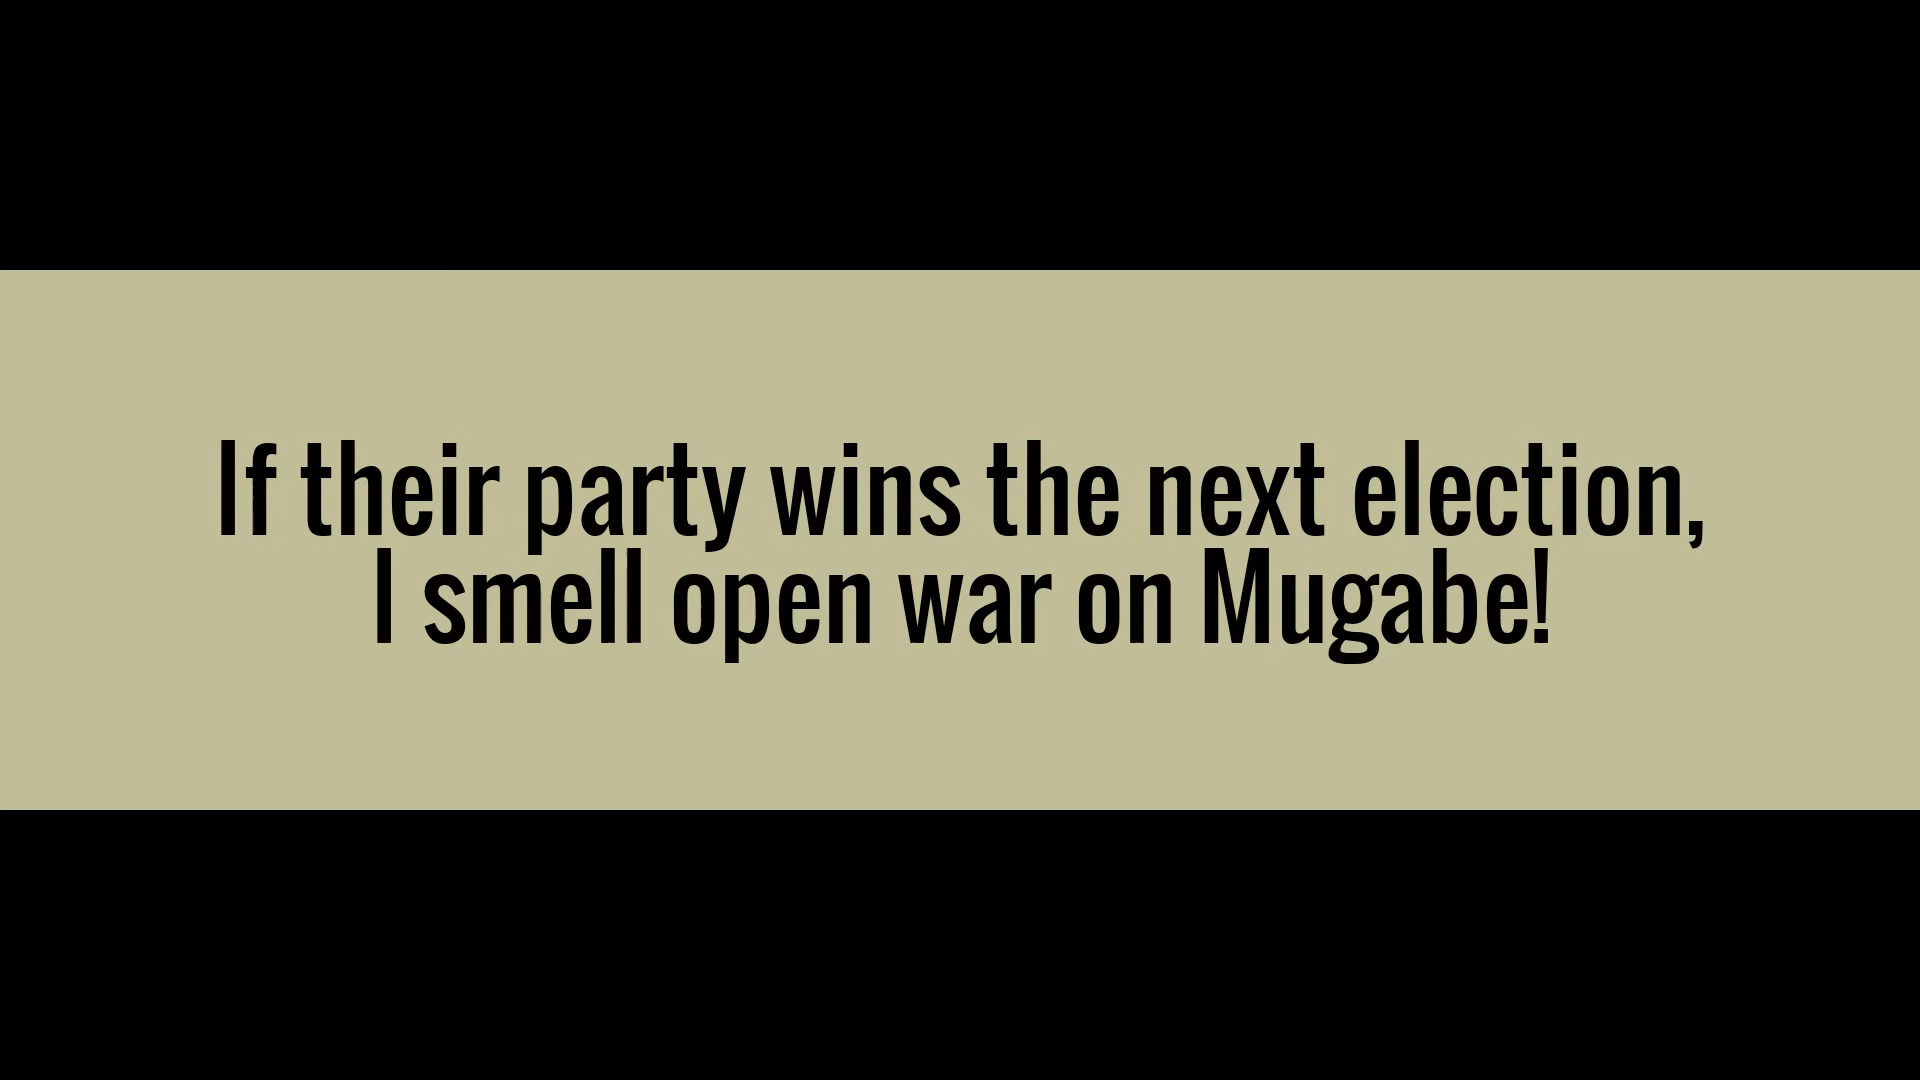 If their party wins the next election,
I smell open war on Mugabe!